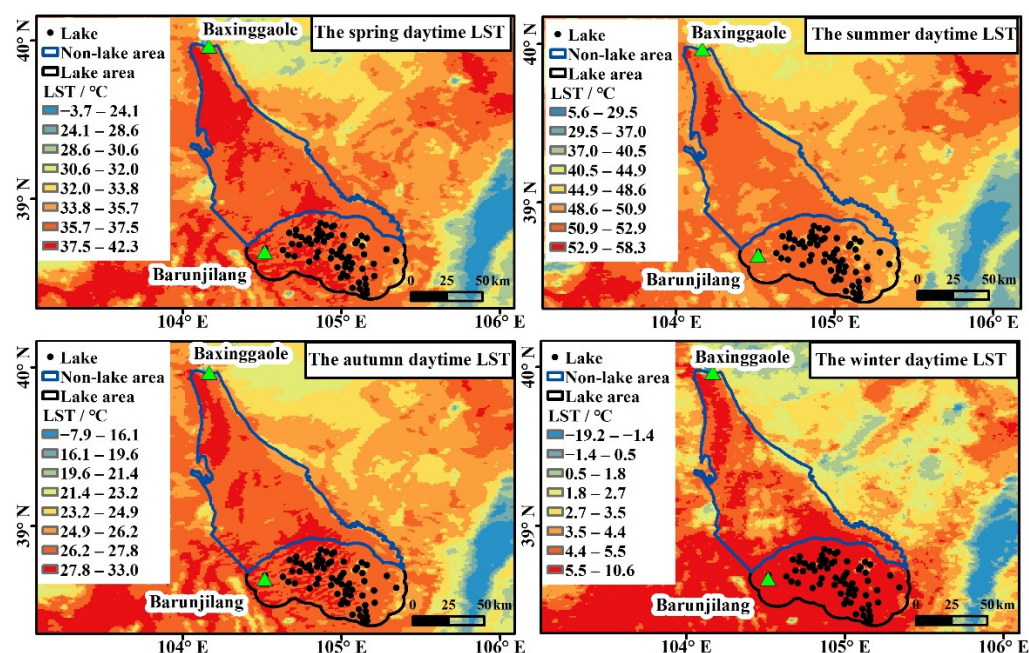 The spring daytime LST
Lake
Non-lake area
Lake area
LST / °C
−3.7 – 24.1
24.1 – 28.6
28.6 – 30.6
30.6 – 32.0
32.0 – 33.8
33.8 – 35.7
35.7 – 37.5
37.5 – 42.3
Baxinggaole
Barunjilang
40° N
39° N
0 25 50 km
104° E 105° E 106° E
The summer daytime LST
Lake
Non-lake area
Lake area
LST / °C
5.6 – 29.5
29.5 – 37.0
37.0 – 40.5
40.5 – 44.9
44.9 – 48.6
48.6 – 50.9
50.9 – 52.9
52.9 – 58.3
Baxinggaole
Barunjilang
40° N
39° N
0 25 50 km
104° E 105° E 106° E
The autumn daytime LST
Lake
Non-lake area
Lake area
LST / °C
−7.9 – 16.1
16.1 – 19.6
19.6 – 21.4
21.4 – 23.2
23.2 – 24.9
24.9 – 26.2
26.2 – 27.8
27.8 – 33.0
Baxinggaole
Barunjilang
40° N
39° N
0 25 50 km
104° E 105° E 106° E
The winter daytime LST
Lake
Non-lake area
Lake area
LST / °C
−19.2 – −1.4
−1.4 – 0.5
0.5 – 1.8
1.8 – 2.7
2.7 – 3.5
3.5 – 4.4
4.4 – 5.5
5.5 – 10.6
Baxinggaole
Barunjilang
40° N
39° N
0 25 50 km
104° E 105° E 106° E